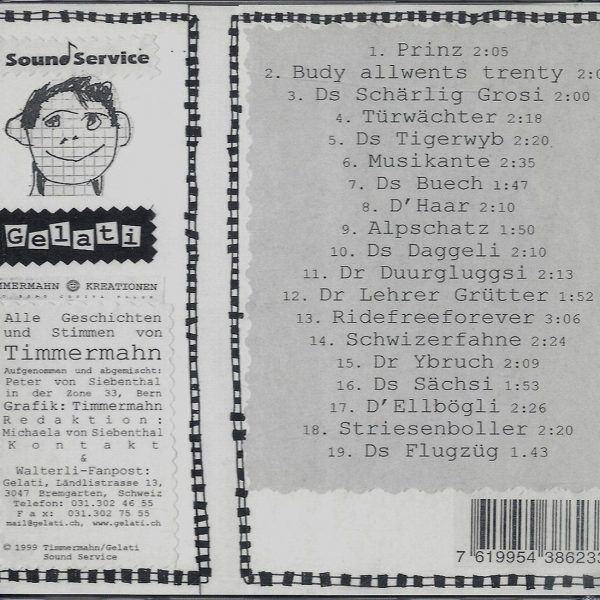 Sound Service
Gelati
MMERMAHN KREATIONEN
Alle Geschichten
und Stimmen von
Timmermahn
Aufgenommen und abgemischt:
Peter von Siebenthal
in der Zone 33, Bern
Grafik: Timmermahn
Redaktion:
Michaela von Siebenthal
Kontakt
&
Walterli-Fanpost:
Gelati, Ländlistrasse 13,
3047 Bremgarten, Schweiz
Telefon: 031.302 46 55
Fax: 031.302 75 55
mail@gelati.ch, www.gelati.ch
© 1999 Timmermahn/Gelati
Sound Service
1. Prinz 2:05
2. Budy allwents trenty 2:0
3. Ds Schärlig Grosi 2:00
4. Türwächter 2:18
5. Ds Tigerwyb 2:20
6. Musikante 2:35
7. Ds Buech 1:47
8. D'Haar 2:10
9. Alpschatz 1:50
10. Ds Daggeli 2:10
11. Dr Duurgluggsi 2:13
12. Dr Lehrer Grütter 1:52
13. Ridefreeforever 3:06
14. Schwizerfahne 2:24
15. Dr Ybruch 2:09
16. Ds Sächsi 1:53
17. D'Ellbögli 2:26
18. Striesenboller 2:20
19. Ds Flugzüg 1.43
7 619954 386233